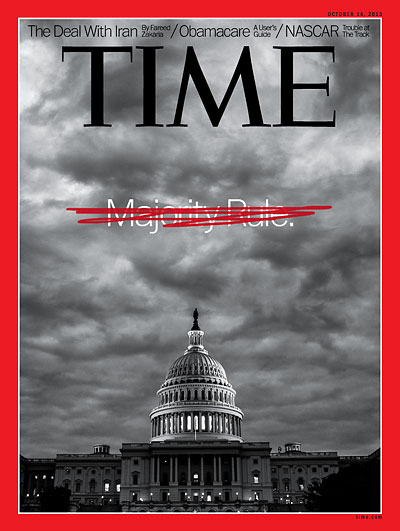 OCTOBER 14, 2013
The Deal With Iran By Fareed Zakaria / Obamacare A User's Guide / NASCAR Trouble at The Track
TIME
Majority Rule.
time.com